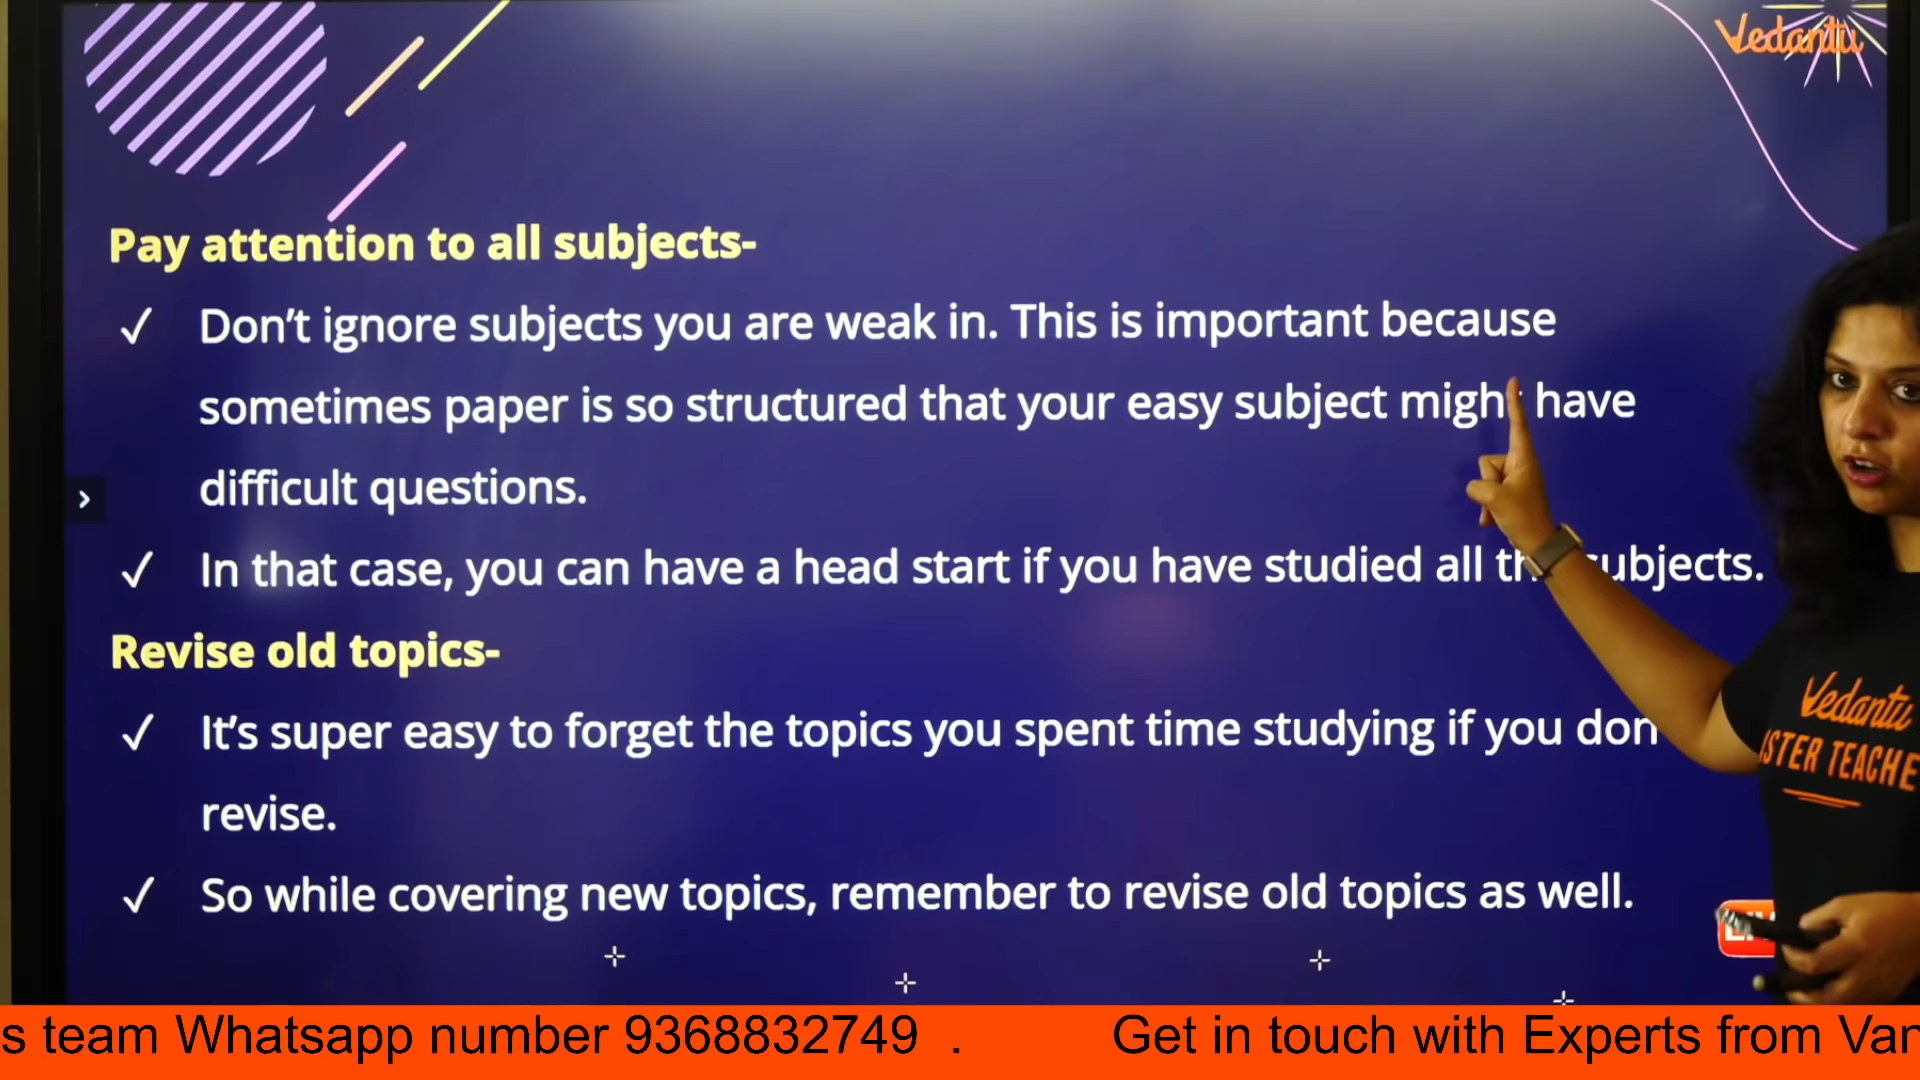 Vedantu
Pay attention to all subjects-
✓ Don’t ignore subjects you are weak in. This is important because
sometimes paper is so structured that your easy subject might have
difficult questions.
✓ In that case, you can have a head start if you have studied all subjects.
Revise old topics-
✓ It’s super easy to forget the topics you spent time studying if you don
revise.
✓ So while covering new topics, remember to revise old topics as well.
Vedantu
STER TEACHE
s team Whatsapp number 9368832749 . Get in touch with Experts from Van